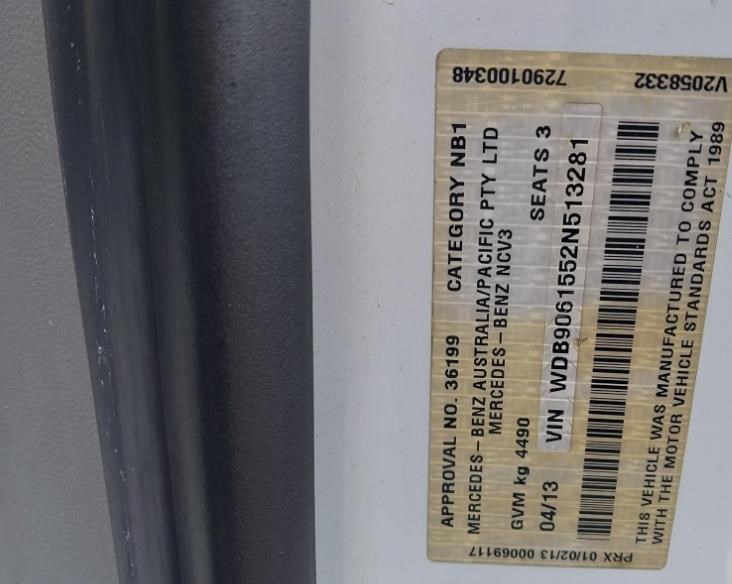 7290100348
V2058332
APPROVAL NO. 36199 CATEGORY NB1
MERCEDES-BENZ AUSTRALIA/PACIFIC PTY LTD
MERCEDES-BENZ NCV3
GVM kg 4490 SEATS 3
04/13 VIN WDB9061552N513281
THIS VEHICLE WAS MANUFACTURED TO COMPLY
WITH THE MOTOR VEHICLE STANDARDS ACT 1989
PRX 01/02/13 00069117